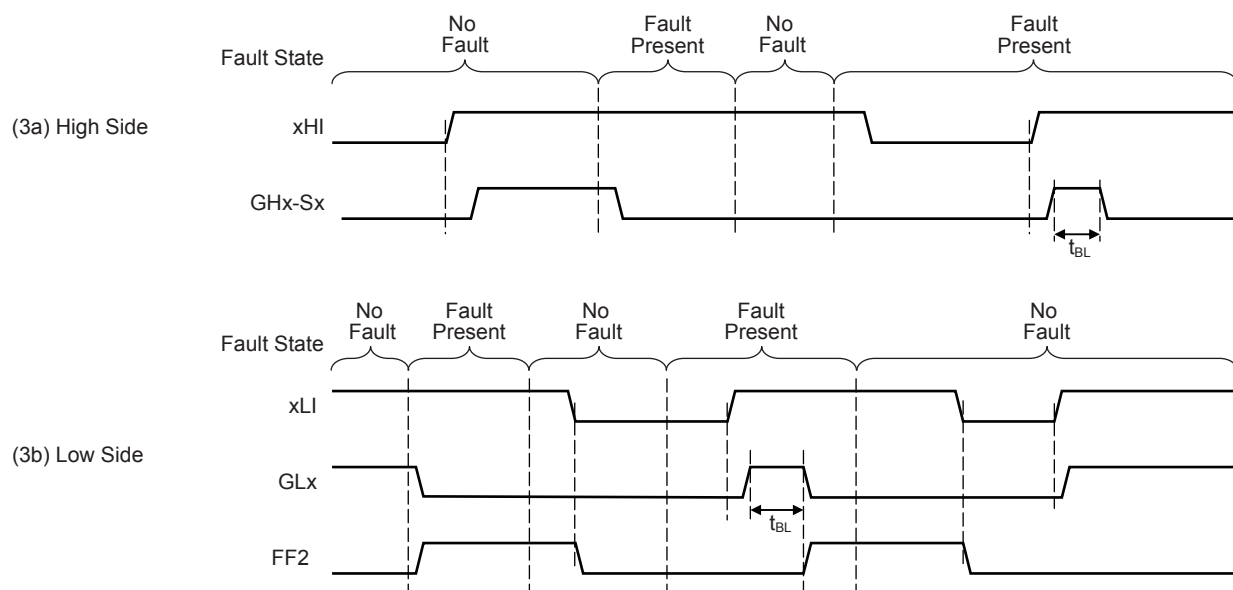 No
Fault
Fault
Present
No
Fault
Fault
Present
Fault State
(3a) High Side
xHI
GHx-Sx
tBL
No
Fault
Fault
Present
No
Fault
Fault
Present
No
Fault
Fault State
xLI
(3b) Low Side
GLx
tBL
FF2